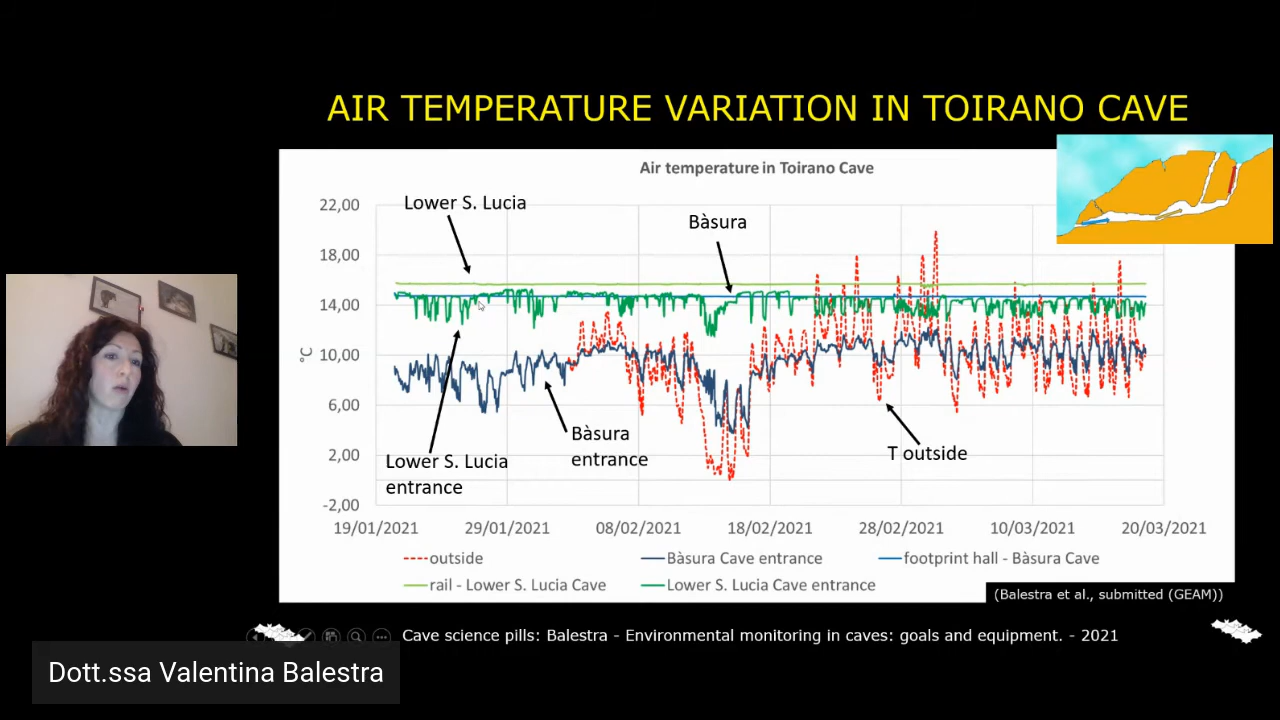 AIR TEMPERATURE VARIATION IN TOIRANO CAVE
Air temperature in Toirano Cave
Lower S. Lucia
Bàsura
22,00
18,00
14,00
10,00
6,00
2,00
-2,00
°C
Bàsura
entrance
T outside
Lower S. Lucia
entrance
19/01/2021
29/01/2021
08/02/2021
18/02/2021
28/02/2021
10/03/2021
20/03/2021
outside
Bàsura Cave entrance
footprint hall - Bàsura Cave
rail - Lower S. Lucia Cave
Lower S. Lucia Cave entrance
(Balestra et al., submitted (GEAM))
Cave science pills: Balestra - Environmental monitoring in caves: goals and equipment. - 2021
Dott.ssa Valentina Balestra